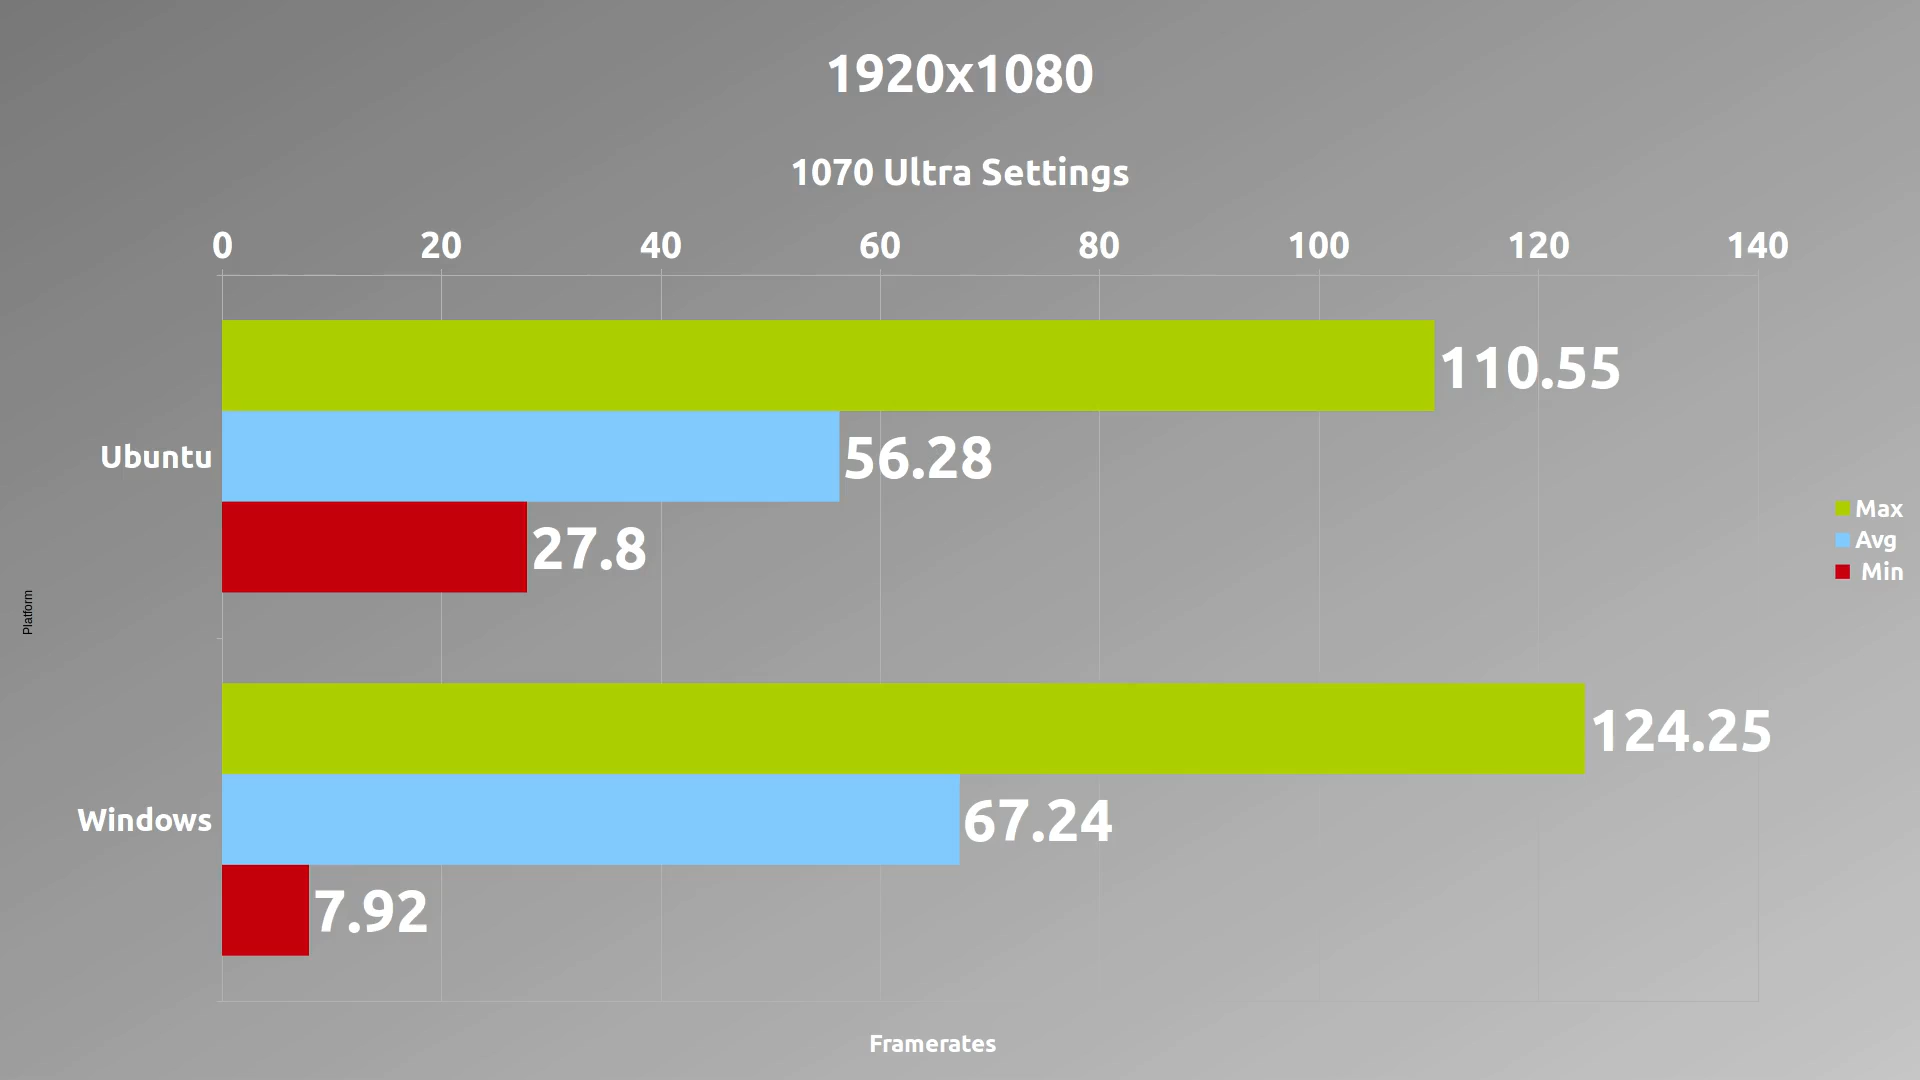 1920x1080
1070 Ultra Settings
0 20 40 60 80 100 120 140
110.55
Ubuntu 56.28
27.8
Max
Avg
Min
Platform
124.25
Windows 67.24
7.92
Framerates